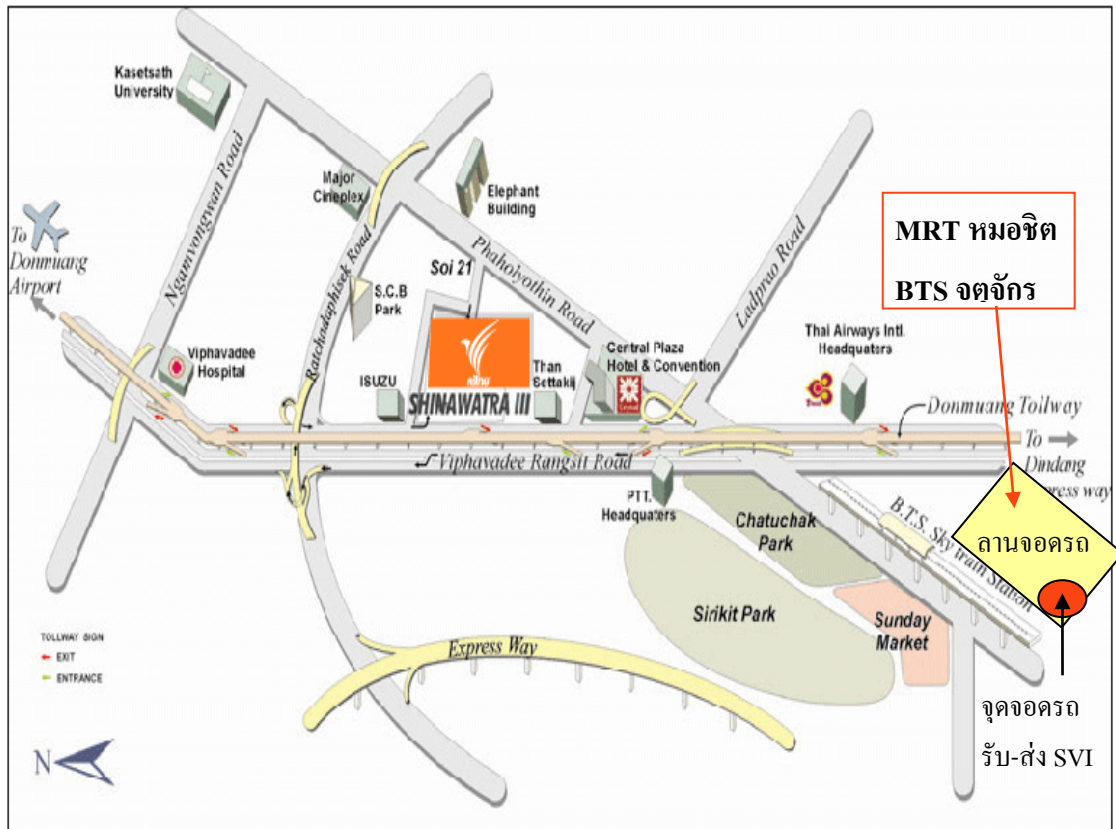 Kasetsath
University
Ngamvongwan Road
To
Donmuang
Airport
Viphavadee
Hospital
Major
Cineplex
Ratchadaphisek Road
Elephant
Building
Phaholyothin Road
Soi 21
S.C.B
Park
ISUZU
SHINAWATRA III
Than
Settakij
Central Plaza
Hotel & Convention
Ladprao Road
MRT หมอชิต
BTS จตุจักร
Thai Airways Intl.
Headquaters
Donmuang Tollway
To
Dindang
press way
Viphavadee Rangsit Road
PTT.
Headquaters
Chatuchak
Park
B.T.S. Sky train Station
ลานจอดรถ
Sirikit Park
Sunday
Market
Express Way
TOLLWAY SIGN
EXIT
ENTRANCE
N
จุดจอดรถ
รับ-ส่ง SVI